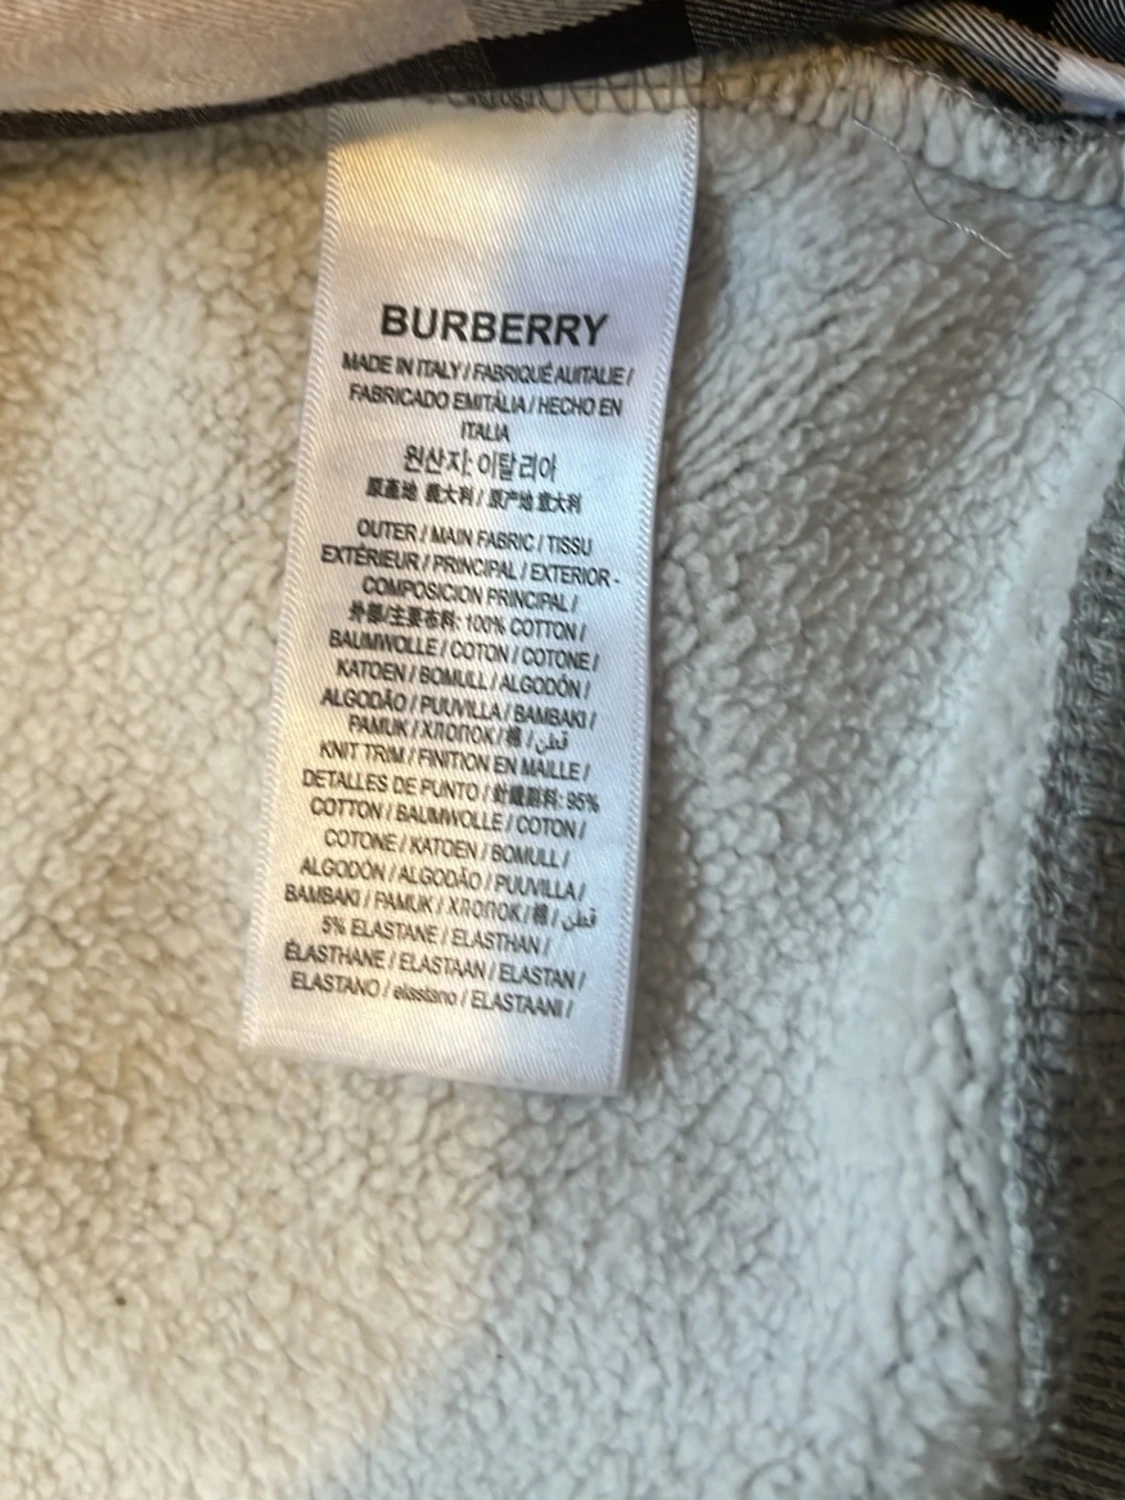 BURBERRY
MADE IN ITALY / FABRIQUÉ AUITALIE /
FABRICADO EMITÁLIA / HECHO EN
ITALIA
원산지: 이탈리아
原產地 義大利 / 原产地 意大利
OUTER / MAIN FABRIC / TISSU
EXTÉRIEUR / PRINCIPAL / EXTERIOR -
COMPOSICION PRINCIPAL /
外部/主要布料: 100% COTTON /
BAUMWOLLE / COTON / COTONE /
KATOEN / BOMULL / ALGODÓN /
ALGODÃO / PUUVILLA / BAMBAKI /
PAMUK / ХЛОПОК / 棉 / قطن
KNIT TRIM / FINITION EN MAILLE /
DETALLES DE PUNTO / 針織副料: 95%
COTTON / BAUMWOLLE / COTON /
COTONE / KATOEN / BOMULL /
ALGODÓN / ALGODÃO / PUUVILLA /
BAMBAKI / PAMUK / ХЛОПОК / 棉 / قطن
5% ELASTANE / ELASTHAN /
ÉLASTHANE / ELASTAAN / ELASTAN /
ELASTANO / elastano / ELASTAANI /